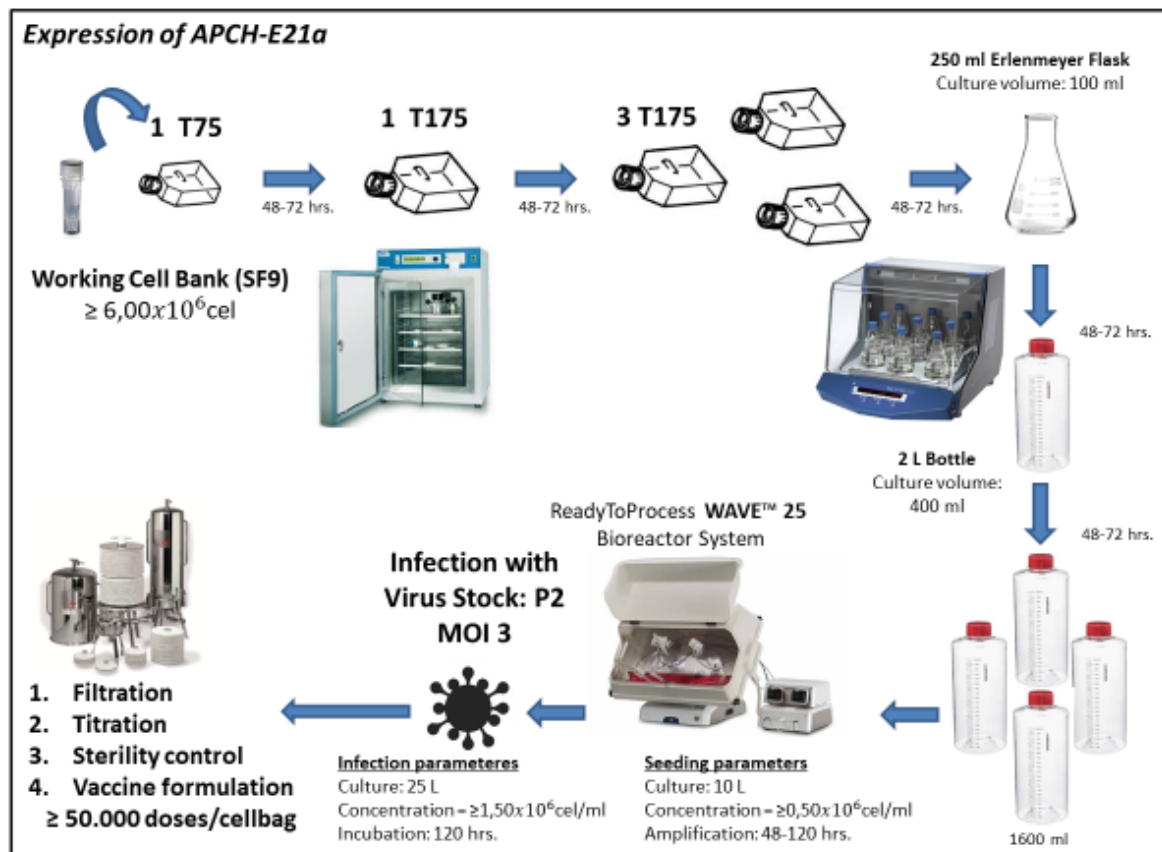 Expression of APCH-E21a
1 T75
48-72 hrs.
1 T175
48-72 hrs.
3 T175
48-72 hrs.
250 ml Erlenmeyer Flask
Culture volume: 100 ml
Working Cell Bank (SF9)
≥ 6,00x10⁶cel
48-72 hrs.
2 L Bottle
Culture volume:
400 ml
48-72 hrs.
1600 ml
ReadyToProcess WAVE™ 25
Bioreactor System
Seeding parameters
Culture: 10 L
Concentration = ≥0,50x10⁶cel/ml
Amplification: 48-120 hrs.
Infection with
Virus Stock: P2
MOI 3
Infection parameteres
Culture: 25 L
Concentration = ≥1,50x10⁶cel/ml
Incubation: 120 hrs.
1. Filtration
2. Titration
3. Sterility control
4. Vaccine formulation
≥ 50.000 doses/cellbag